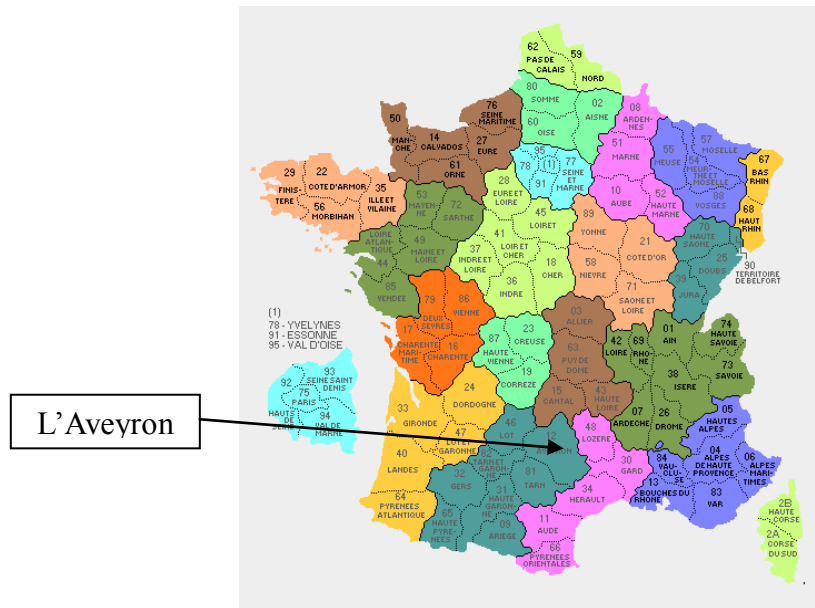 62
PAS DE
CALAIS
59
NORD
80
SOMME
02
AISNE
60
OISE
08
ARDEN-
NES
76
SEINE
MARITIME
50
MAN-
CHE
14
CALVADOS
27
EURE
61
ORNE
95
(1)
78
91
77
SEINE
ET
MARNE
51
MARNE
10
AUBE
52
HAUTE
MARNE
55
MEUSE
57
MOSELLE
54
MEUR-
THE ET
MOSELLE
88
VOSGES
67
BAS
RHIN
68
HAUT
RHIN
29
FINIS-
TERE
22
COTE D'ARMOR
35
ILLE ET
VILAINE
56
MORBIHAN
53
MAYEN-
NE
72
SARTHE
LOIRE
ATLAN-
TIQUE
44
49
MAINE ET
LOIRE
85
VENDEE
28
EURE ET
LOIRE
45
LOIRET
41
LOIR ET
CHER
37
INDRE ET
LOIRE
18
CHER
36
INDRE
89
YONNE
21
COTE D'OR
58
NIEVRE
71
SAONE ET
LOIRE
70
HAUTE
SAONE
25
DOUBS
39
JURA
90
TERRITOIRE
DE BELFORT
79
DEUX
SEVRES
86
VIENNE
17
CHARENTE
MARI-
TIME
16
CHARENTE
87
HAUTE
VIENNE
23
CREUSE
19
CORREZE
03
ALLIER
63
PUY DE
DOME
15
CANTAL
43
HAUTE
LOIRE
42
LOIRE
69
RHO-
NE
01
AIN
74
HAUTE
SAVOIE
73
SAVOIE
38
ISERE
07
ARDECHE
26
DROME
(1)
78 - YVELYNES
91 - ESSONNE
95 - VAL D'OISE
93
SEINE SAINT
DENIS
92
HAUTS
DE
SEINE
75
PARIS
94
VAL DE
MARNE
L'Aveyron
24
DORDOGNE
33
GIRONDE
47
LOT ET
GARONNE
40
LANDES
64
PYRENEES
ATLANTIQUE
46
LOT
12
82
TARN ET
GARON-
NE
32
GERS
81
TARN
31
HAUTE
GARON-
NE
65
HAUTE
PYRE-
NEES
09
ARIEGE
48
LOZERE
30
GARD
34
HERAULT
11
AUDE
66
PYRENEES
ORIENTALES
05
HAUTES
ALPES
04
ALPES
DE HAUTE
PROVENCE
06
ALPES
MARI-
TIMES
84
VAU-
CLU-
SE
13
BOUCHES DU
RHONE
83
VAR
2B
HAUTE
CORSE
2A
CORSE
DU SUD